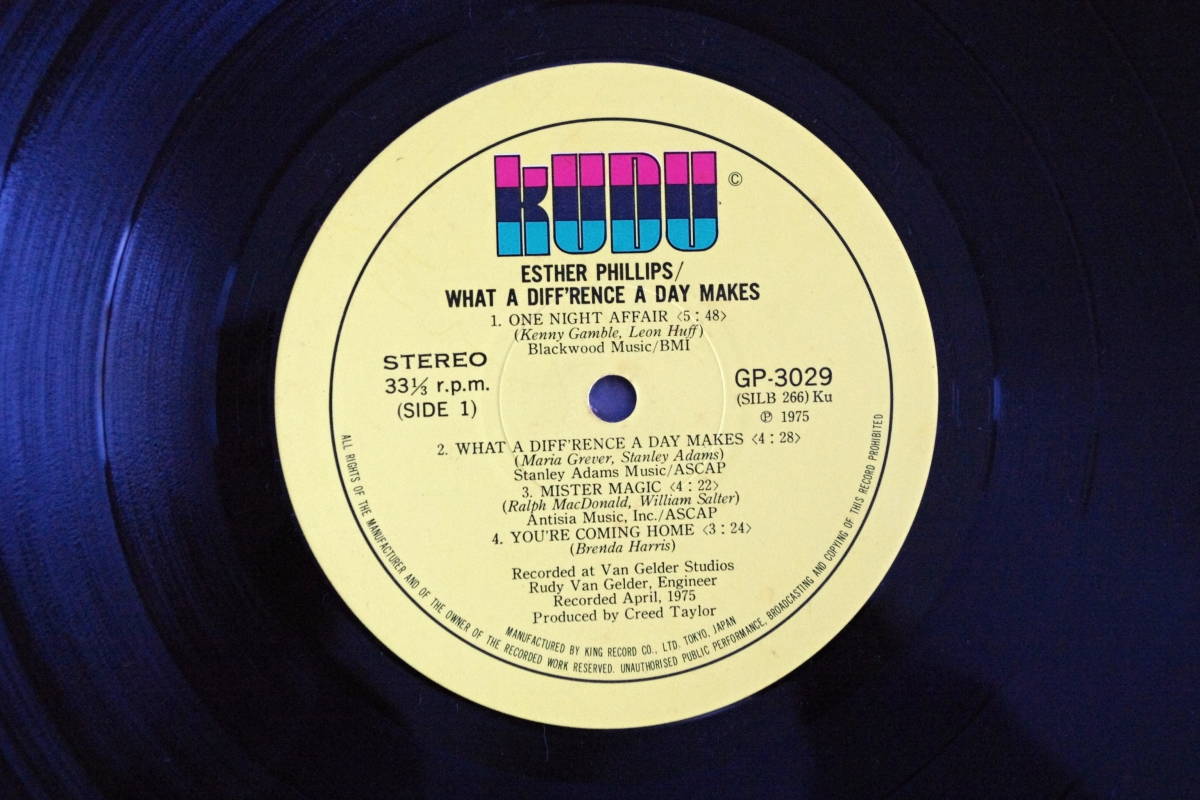 kUDU ©
ESTHER PHILLIPS/
WHAT A DIFF'RENCE A DAY MAKES
1. ONE NIGHT AFFAIR <5:48>
(Kenny Gamble, Leon Huff)
Blackwood Music/BMI
STEREO
33⅓ r.p.m.
(SIDE 1)
GP-3029
(SILB 266) Ku
℗ 1975
2. WHAT A DIFF'RENCE A DAY MAKES <4:28>
(Maria Grever, Stanley Adams)
Stanley Adams Music/ASCAP
3. MISTER MAGIC <4:22>
(Ralph MacDonald, William Salter)
Antisia Music, Inc./ASCAP
4. YOU'RE COMING HOME <3:24>
(Brenda Harris)
Recorded at Van Gelder Studios
Rudy Van Gelder, Engineer
Recorded April, 1975
Produced by Creed Taylor
MANUFACTURED BY KING RECORD CO., LTD. TOKYO, JAPAN
ALL RIGHTS OF THE MANUFACTURER AND OF THE OWNER OF THE RECORDED WORK RESERVED. UNAUTHORISED PUBLIC PERFORMANCE, BROADCASTING AND COPYING OF THIS RECORD PROHIBITED